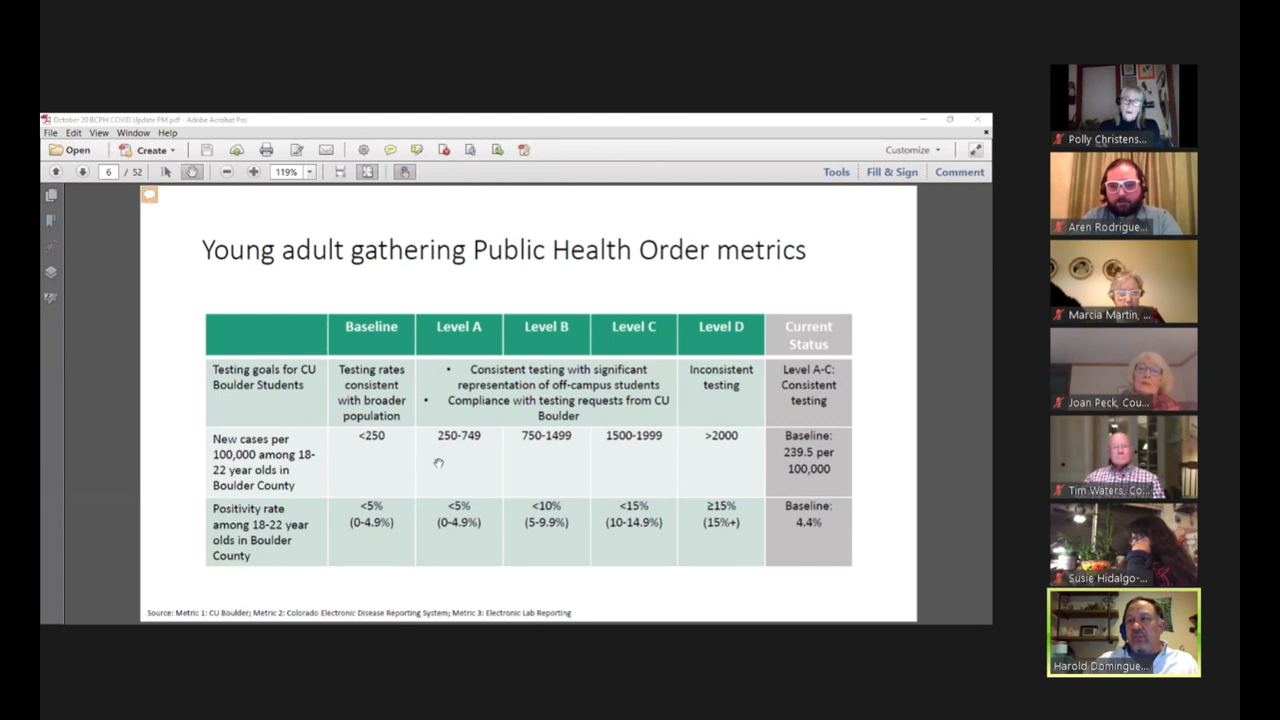 October 20 BCPH COVID Update PM.pdf - Adobe Acrobat Pro
File Edit View Window Help
Open Create Customize
6 / 52 119% Tools Fill & Sign Comment
Young adult gathering Public Health Order metrics
Baseline Level A Level B Level C Level D Current
Status
Testing goals for CU
Boulder Students
Testing rates
consistent
with broader
population
• Consistent testing with significant
representation of off-campus students
• Compliance with testing requests from CU
Boulder
Inconsistent
testing
Level A-C:
Consistent
testing
New cases per
100,000 among 18-
22 year olds in
Boulder County
<250 250-749 750-1499 1500-1999 >2000
Baseline:
239.5 per
100,000
Positivity rate
among 18-22 year
olds in Boulder
County
<5%
(0-4.9%)
<5%
(0-4.9%)
<10%
(5-9.9%)
<15%
(10-14.9%)
≥15%
(15%+)
Baseline:
4.4%
Source: Metric 1: CU Boulder; Metric 2: Colorado Electronic Disease Reporting System; Metric 3: Electronic Lab Reporting
Polly Christens...
Aren Rodrigue...
Marcia Martin, ...
Joan Peck, Cou...
Tim Waters, Co...
Susie Hidalgo-...
Harold Domingue...